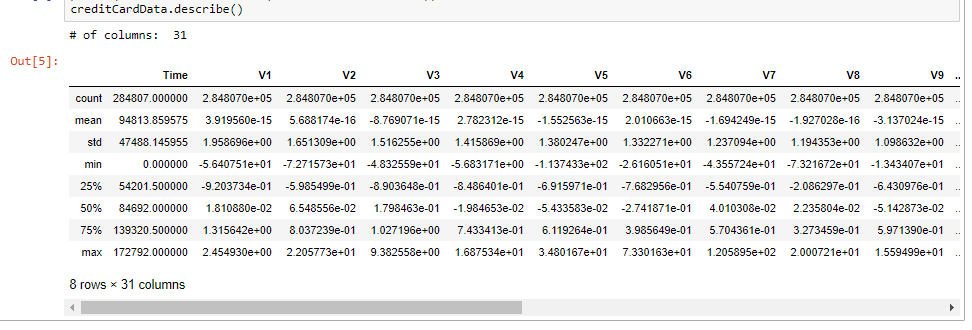 creditCardData.describe()
# of columns:  31
Out[5]:
Time V1 V2 V3 V4 V5 V6 V7 V8 V9 ..
count 284807.000000 2.848070e+05 2.848070e+05 2.848070e+05 2.848070e+05 2.848070e+05 2.848070e+05 2.848070e+05 2.848070e+05 2.848070e+05 ..
mean 94813.859575 3.919560e-15 5.688174e-16 -8.769071e-15 2.782312e-15 -1.552563e-15 2.010663e-15 -1.694249e-15 -1.927028e-16 -3.137024e-15 ..
std 47488.145955 1.958696e+00 1.651309e+00 1.516255e+00 1.415869e+00 1.380247e+00 1.332271e+00 1.237094e+00 1.194353e+00 1.098632e+00 ..
min 0.000000 -5.640751e+01 -7.271573e+01 -4.832559e+01 -5.683171e+00 -1.137433e+02 -2.616051e+01 -4.355724e+01 -7.321672e+01 -1.343407e+01 ..
25% 54201.500000 -9.203734e-01 -5.985499e-01 -8.903648e-01 -8.486401e-01 -6.915971e-01 -7.682956e-01 -5.540759e-01 -2.086297e-01 -6.430976e-01 ..
50% 84692.000000 1.810880e-02 6.548556e-02 1.798463e-01 -1.984653e-02 -5.433583e-02 -2.741871e-01 4.010308e-02 2.235804e-02 -5.142873e-02 ..
75% 139320.500000 1.315642e+00 8.037239e-01 1.027196e+00 7.433413e-01 6.119264e-01 3.985649e-01 5.704361e-01 3.273459e-01 5.971390e-01 ..
max 172792.000000 2.454930e+00 2.205773e+01 9.382558e+00 1.687534e+01 3.480167e+01 7.330163e+01 1.205895e+02 2.000721e+01 1.559499e+01 ..
8 rows × 31 columns